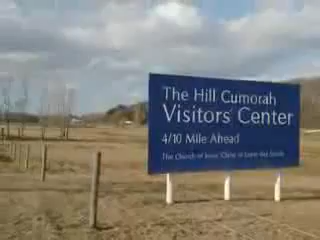 The Hill Cumorah
Visitors' Center
4/10 Mile Ahead
The Church of Jesus Christ of Latter-day Saints